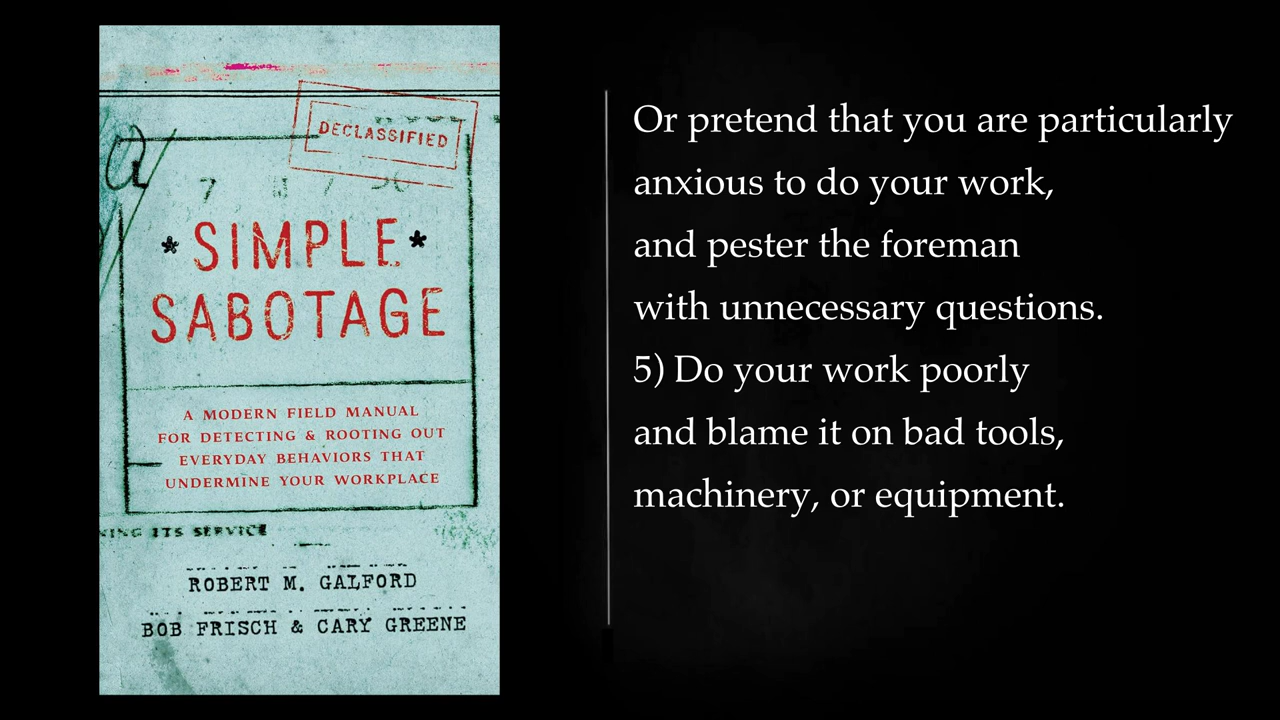 DECLASSIFIED
*SIMPLE*
SABOTAGE
A MODERN FIELD MANUAL
FOR DETECTING & ROOTING OUT
EVERYDAY BEHAVIORS THAT
UNDERMINE YOUR WORKPLACE
ITS SERVICE
ROBERT M. GALFORD
BOB FRISCH & CARY GREENE
Or pretend that you are particularly
anxious to do your work,
and pester the foreman
with unnecessary questions.
5) Do your work poorly
and blame it on bad tools,
machinery, or equipment.